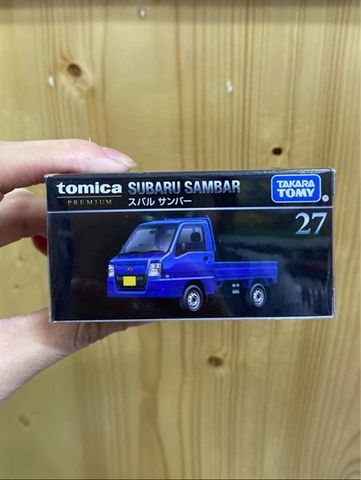 tomica SUBARU SAMBAR
PREMIUM スバル サンバー
TAKARA
TOMY
27